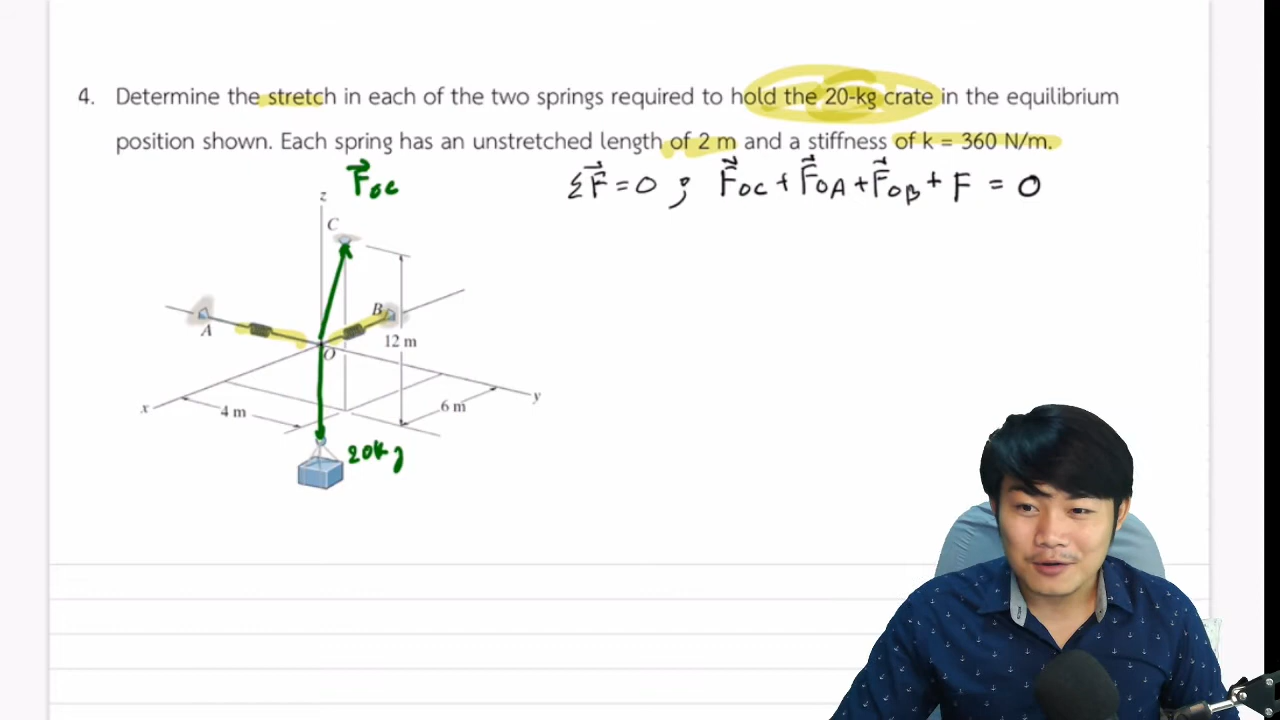 4. Determine the stretch in each of the two springs required to hold the 20-kg crate in the equilibrium
position shown. Each spring has an unstretched length of 2 m and a stiffness of k = 360 N/m.
F⃗oc
ΣF⃗ = 0 ; F⃗OC + F⃗OA + F⃗OB + F = 0
z
C
B
A
O
12 m
x
4 m
6 m
y
20kg